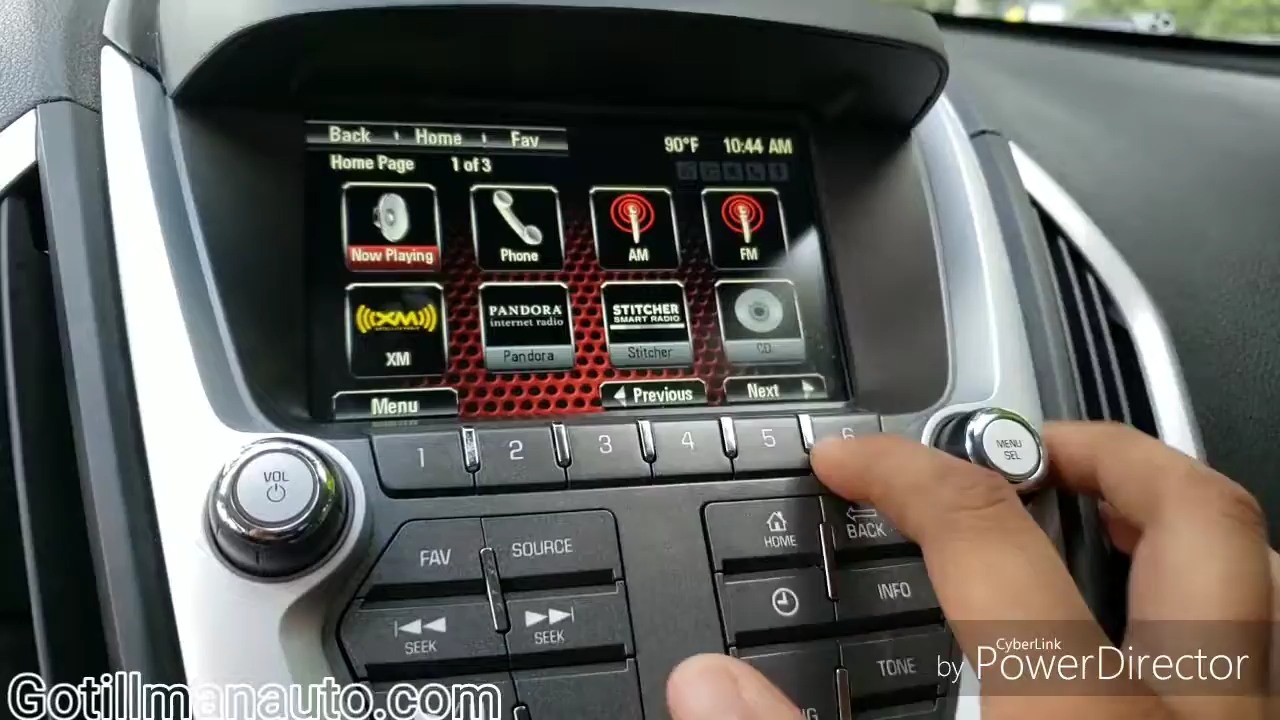 Back Home Fav
90°F 10:44 AM
Home Page 1 of 3
Now Playing
Phone
AM
FM
XM
XM
PANDORA
internet radio
Pandora
STITCHER
SMART RADIO
Stitcher
CD
Menu
Previous
Next
1 2 3 4 5 6
VOL
MENU
SEL
FAV
SOURCE
HOME
BACK
SEEK
SEEK
INFO
TONE
CyberLink
by PowerDirector
Gotillmanauto.com